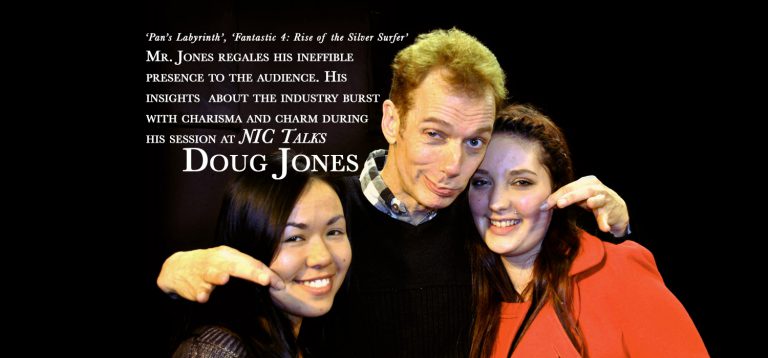 ‘Pan’s Labyrinth’, ‘Fantastic 4: Rise of the Silver Surfer’
Mr. Jones regales his ineffible
presence to the audience. His
insights about the industry burst
with charisma and charm during
his session at NIC Talks
Doug Jones